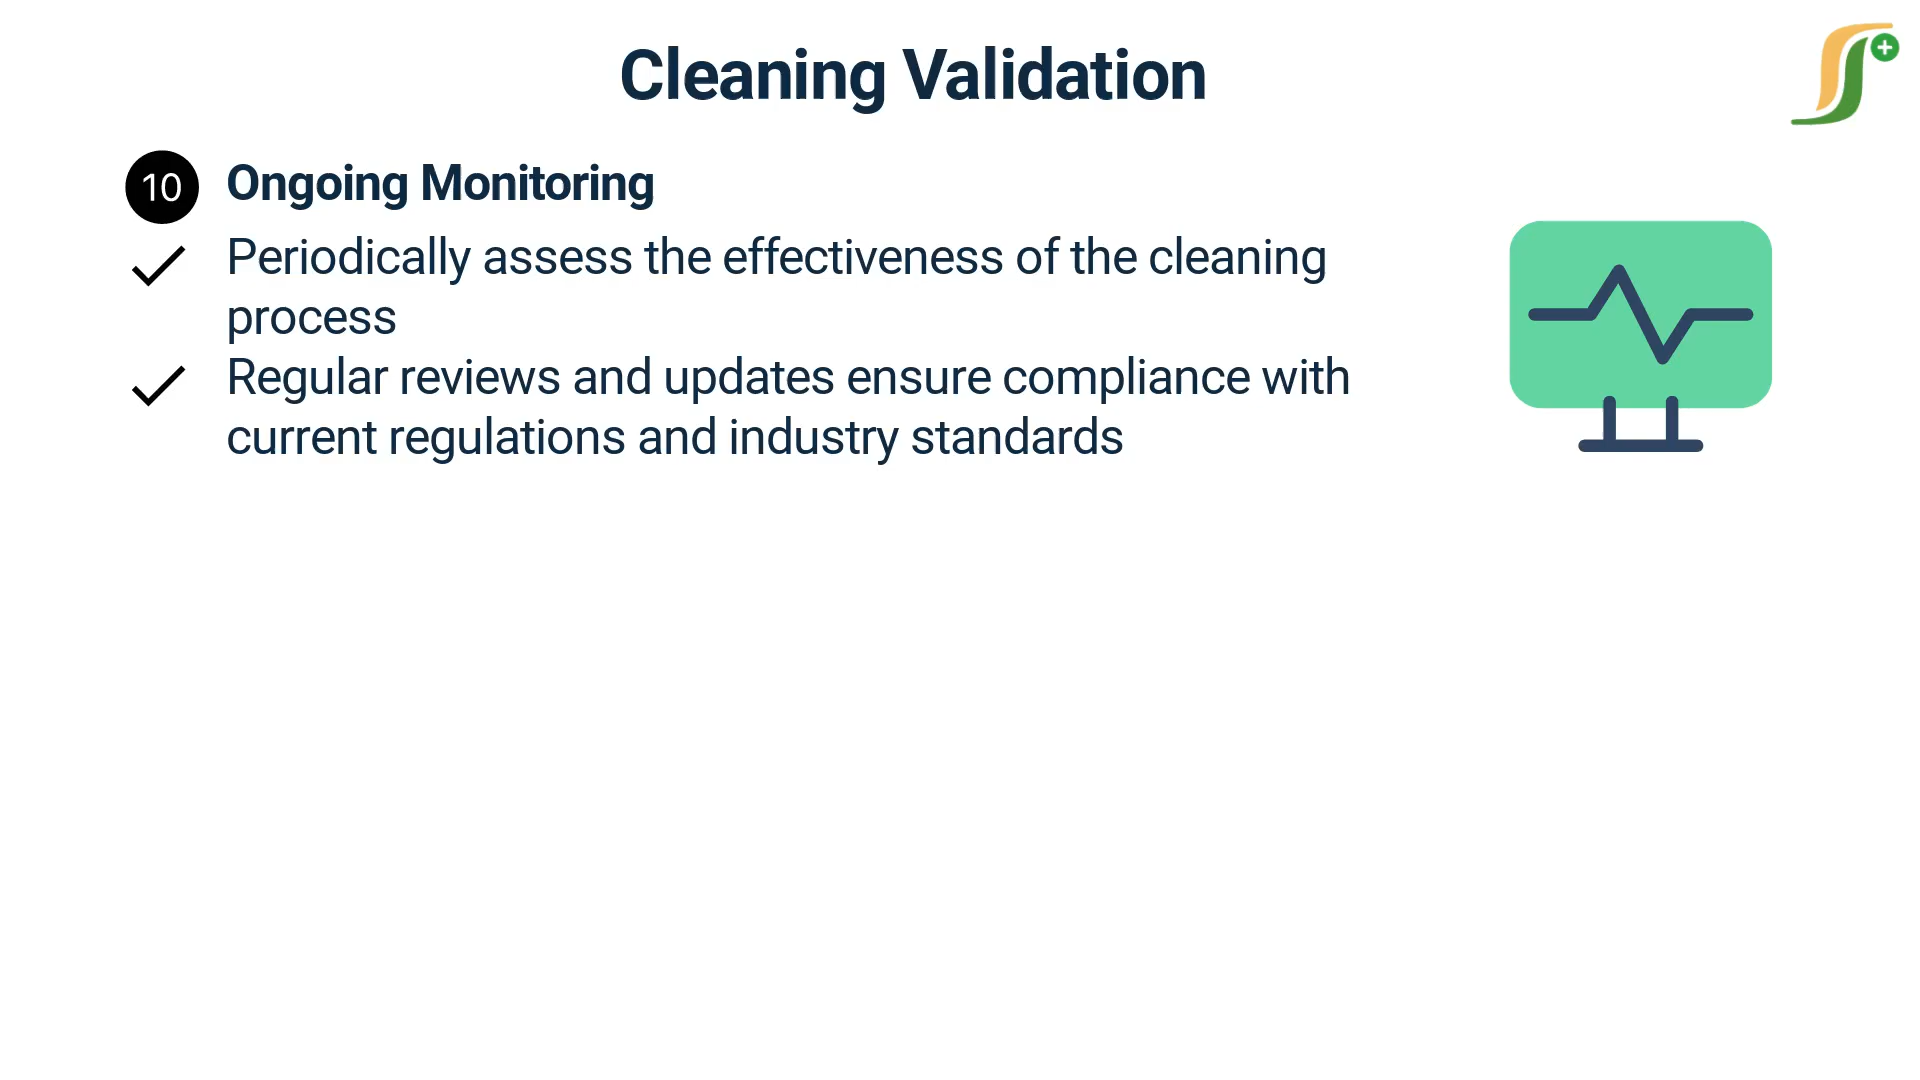 Cleaning Validation
10 Ongoing Monitoring
Periodically assess the effectiveness of the cleaning
process
Regular reviews and updates ensure compliance with
current regulations and industry standards